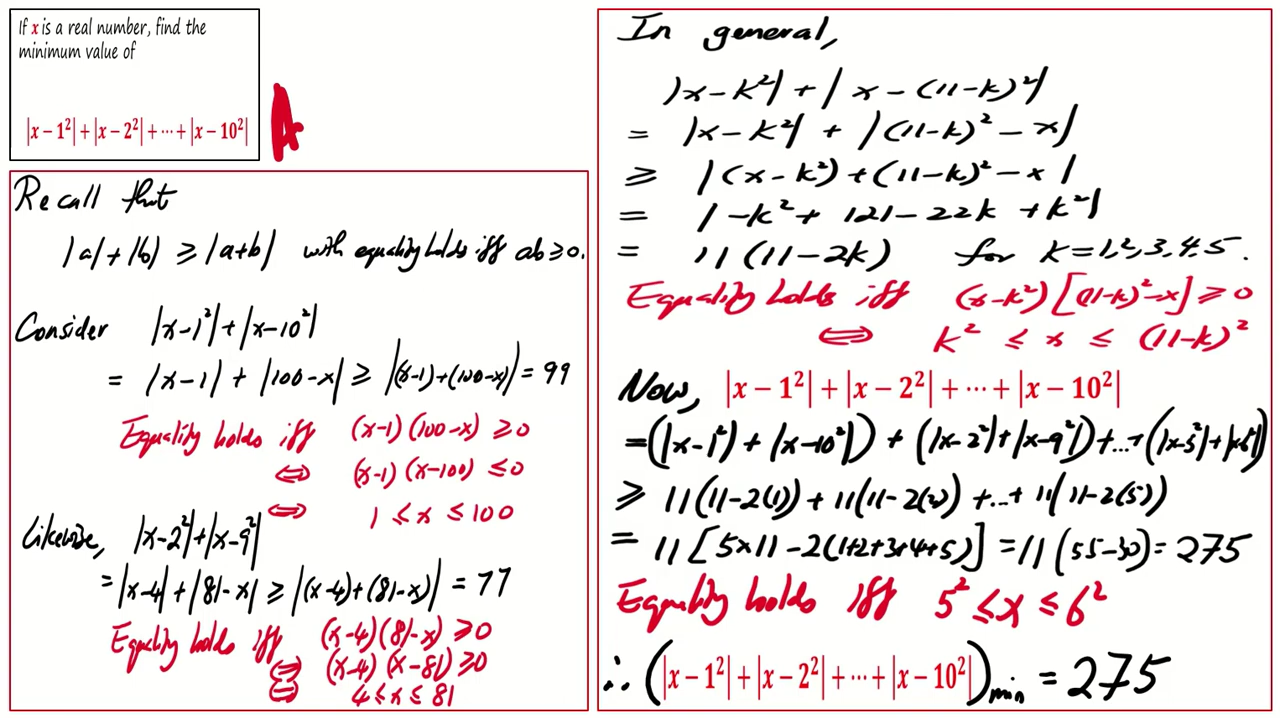 If x is a real number, find the
minimum value of
|x − 1²| + |x − 2²| + ⋯ + |x − 10²|
A
Recall that
|a| + |b| ≥ |a+b| with equality holds iff ab ≥ 0.
Consider |x−1²| + |x−10²|
= |x−1| + |100−x| ≥ |(x−1)+(100−x)| = 99
Equality holds iff (x−1)(100−x) ≥ 0
⇔ (x−1)(x−100) ≤ 0
⇔ 1 ≤ x ≤ 100
Likewise, |x−2²| + |x−9²|
= |x−4| + |81−x| ≥ |(x−4)+(81−x)| = 77
Equality holds iff (x−4)(81−x) ≥ 0
⇔ (x−4)(x−81) ≥ 0
⇔ 4 ≤ x ≤ 81
In general,
|x−k²| + |x−(11−k)²|
= |x−k²| + |(11−k)²−x|
≥ |(x−k²)+(11−k)²−x|
= |−k²+121−22k+k²|
= 11(11−2k) for k=1,2,3,4,5.
Equality holds iff (x−k²)[(11−k)²−x] ≥ 0
⇔ k² ≤ x ≤ (11−k)²
Now, |x − 1²| + |x − 2²| + ⋯ + |x − 10²|
= (|x−1²|+|x−10²|) + (|x−2²|+|x−9²|) +...+ (|x−5²|+|x−6²|)
≥ 11(11−2(1)) + 11(11−2(2)) +...+ 11(11−2(5))
= 11[5×11−2(1+2+3+4+5)] = 11(55−30) = 275
Equality holds iff 5² ≤ x ≤ 6²
∴ (|x − 1²| + |x − 2²| + ⋯ + |x − 10²|)min = 275